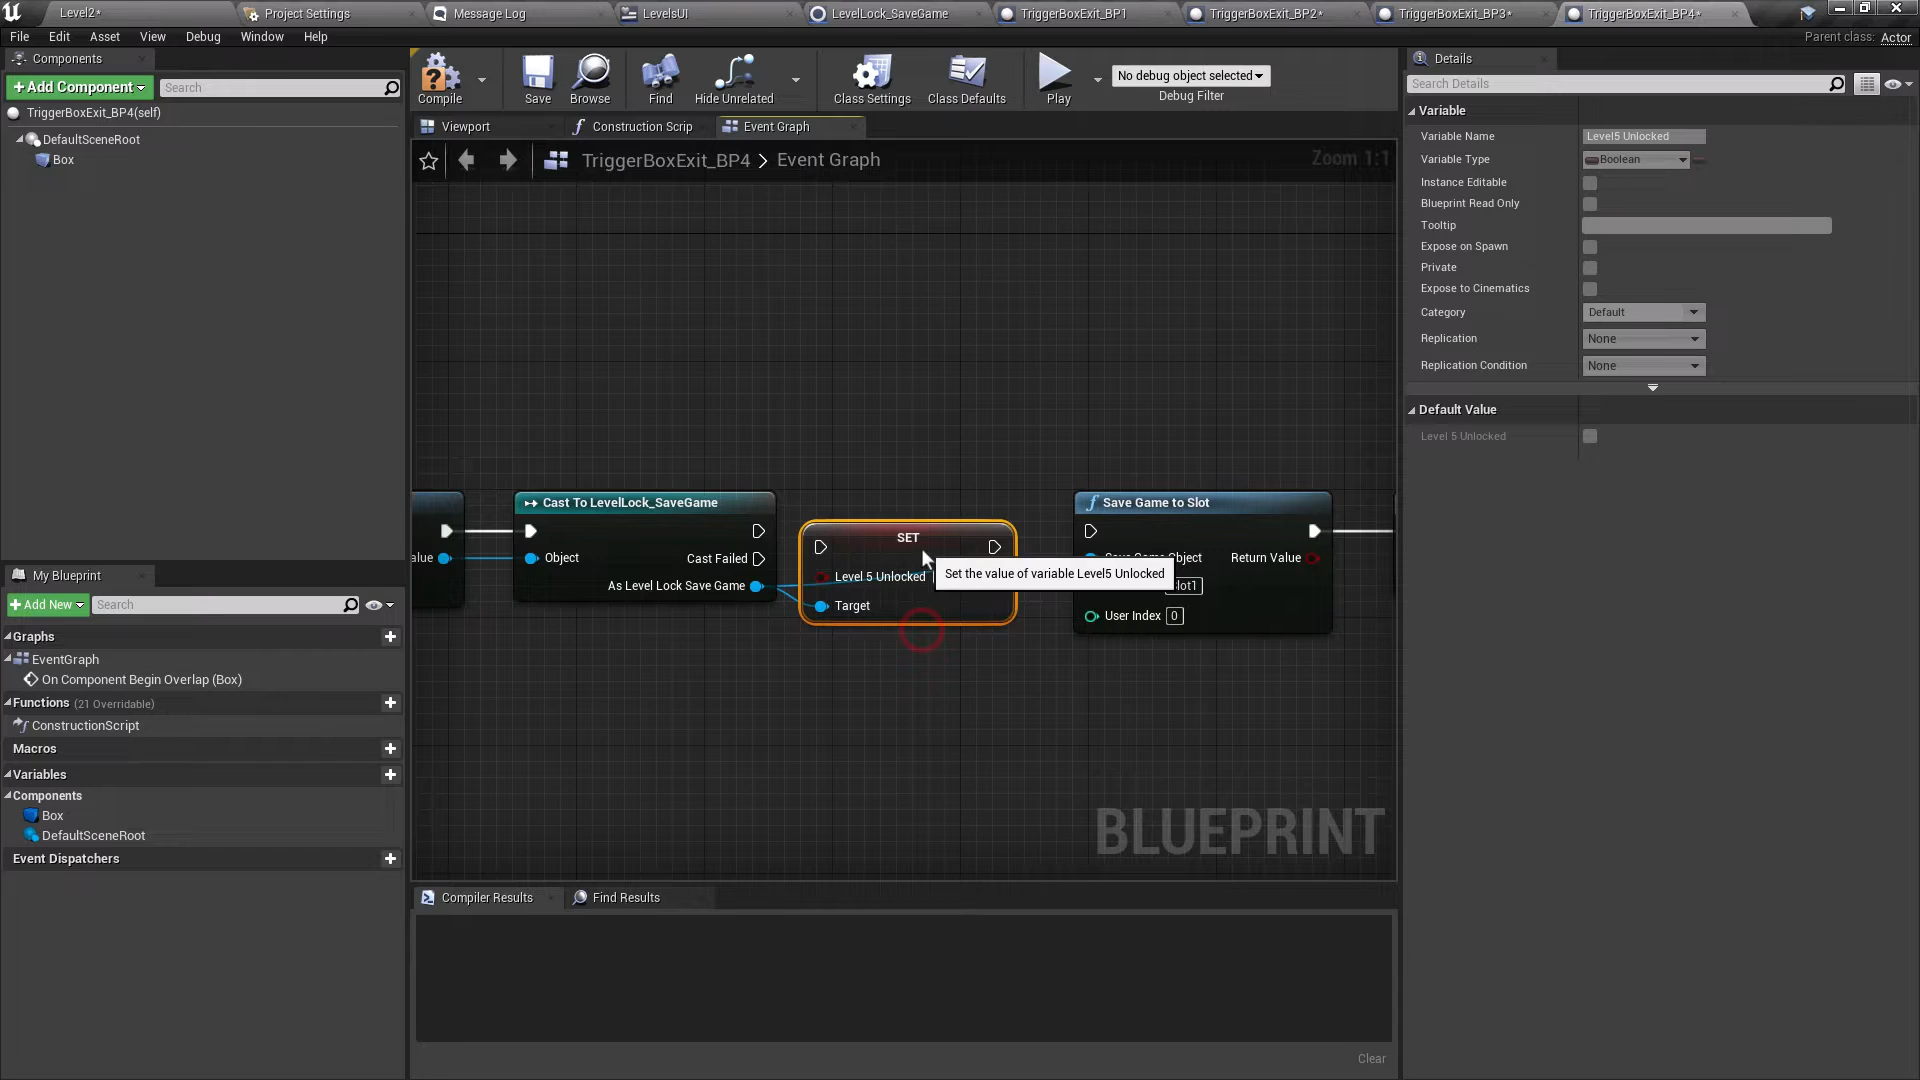 Level2*
Project Settings
Message Log
LevelsUI
LevelLock_SaveGame
TriggerBoxExit_BP1
TriggerBoxExit_BP2*
TriggerBoxExit_BP3*
TriggerBoxExit_BP4*
File
Edit
Asset
View
Debug
Window
Help
Parent class: Actor
Components
+Add Component
Search
TriggerBoxExit_BP4(self)
DefaultSceneRoot
Box
Compile
Save
Browse
Find
Hide Unrelated
Class Settings
Class Defaults
Play
No debug object selected
Debug Filter
Viewport
Construction Scrip
Event Graph
TriggerBoxExit_BP4 > Event Graph
Zoom 1:1
alue
Cast To LevelLock_SaveGame
Object
Cast Failed
As Level Lock Save Game
SET
Level 5 Unlocked
Target
Set the value of variable Level5 Unlocked
Save Game to Slot
Save Game Object
Return Value
Slot1
User Index 0
BLUEPRINT
My Blueprint
+Add New
Search
Graphs
EventGraph
On Component Begin Overlap (Box)
Functions (21 Overridable)
ConstructionScript
Macros
Variables
Components
Box
DefaultSceneRoot
Event Dispatchers
Compiler Results
Find Results
Clear
Details
Search Details
Variable
Variable Name Level5 Unlocked
Variable Type Boolean
Instance Editable
Blueprint Read Only
Tooltip
Expose on Spawn
Private
Expose to Cinematics
Category Default
Replication None
Replication Condition None
Default Value
Level 5 Unlocked